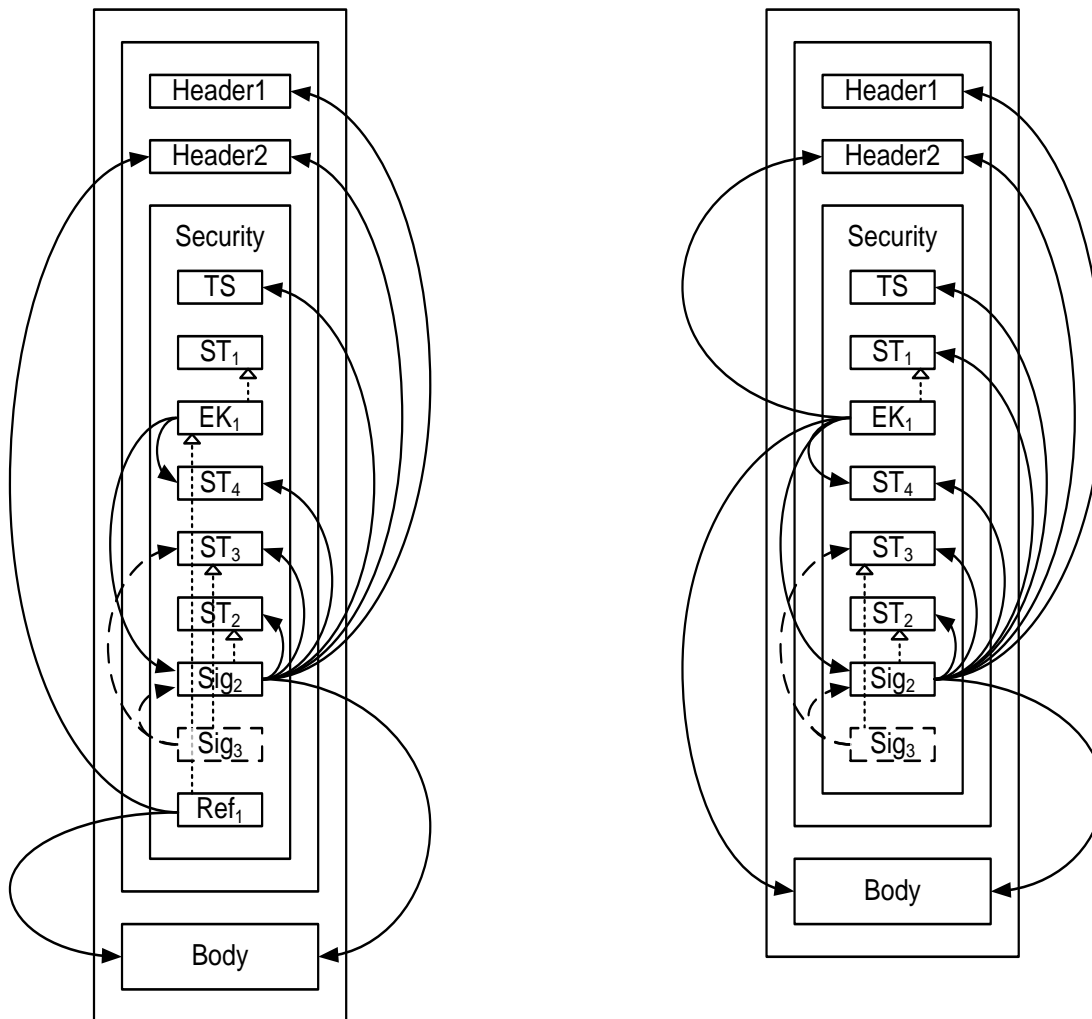 Header1
Header2
Security
TS
ST₁
EK₁
ST₄
ST₃
ST₂
Sig₂
Sig₃
Ref₁
Body
Header1
Header2
Security
TS
ST₁
EK₁
ST₄
ST₃
ST₂
Sig₂
Sig₃
Body